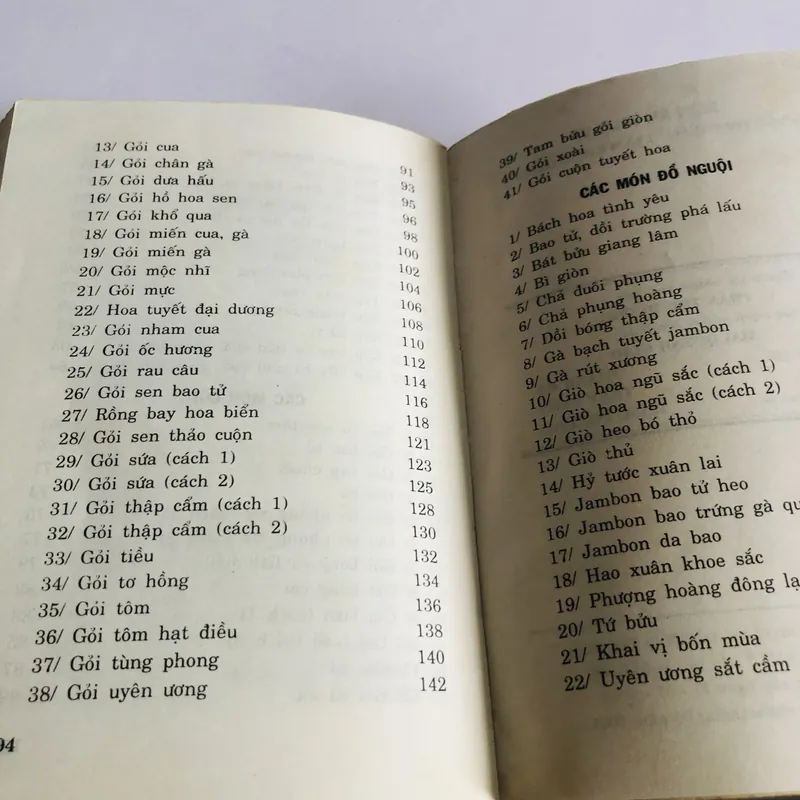 13/ Gỏi cua 91
14/ Gỏi chân gà 93
15/ Gỏi dưa hấu 95
16/ Gỏi hồ hoa sen 96
17/ Gỏi khổ qua 98
18/ Gỏi miến cua, gà 100
19/ Gỏi miến gà 102
20/ Gỏi mộc nhĩ 104
21/ Gỏi mực 106
22/ Hoa tuyết đại dương 108
23/ Gỏi nham cua 110
24/ Gỏi ốc hương 112
25/ Gỏi rau câu 114
26/ Gỏi sen bao tử 116
27/ Rồng bay hoa biển 118
28/ Gỏi sen thảo cuộn 121
29/ Gỏi sứa (cách 1) 123
30/ Gỏi sứa (cách 2) 125
31/ Gỏi thập cẩm (cách 1) 128
32/ Gỏi thập cẩm (cách 2) 130
33/ Gỏi tiều 132
34/ Gỏi tơ hồng 134
35/ Gỏi tôm 136
36/ Gỏi tôm hạt điều 138
37/ Gỏi tùng phong 140
38/ Gỏi uyên ương 142
94
39/ Tam bửu gỏi giòn
40/ Gỏi xoài
41/ Gỏi cuộn tuyết hoa
CÁC MÓN ĐỒ NGUỘI
1/ Bách hoa tình yêu
2/ Bao tử, dồi trường phá lấu
3/ Bát bửu giang lâm
4/ Bì giòn
5/ Chả đuôi phụng
6/ Chả phụng hoàng
7/ Dồi bóng thập cẩm
8/ Gà bạch tuyết jambon
9/ Gà rút xương
10/ Giò hoa ngũ sắc (cách 1)
11/ Giò hoa ngũ sắc (cách 2)
12/ Giò heo bó thỏ
13/ Giò thủ
14/ Hỷ tước xuân lai
15/ Jambon bao tử heo
16/ Jambon bao trứng gà
17/ Jambon da bao
18/ Hao xuân khoe sắc
19/ Phượng hoàng đông
20/ Tứ bửu
21/ Khai vị bốn mùa
22/ Uyên ương sắt cầm